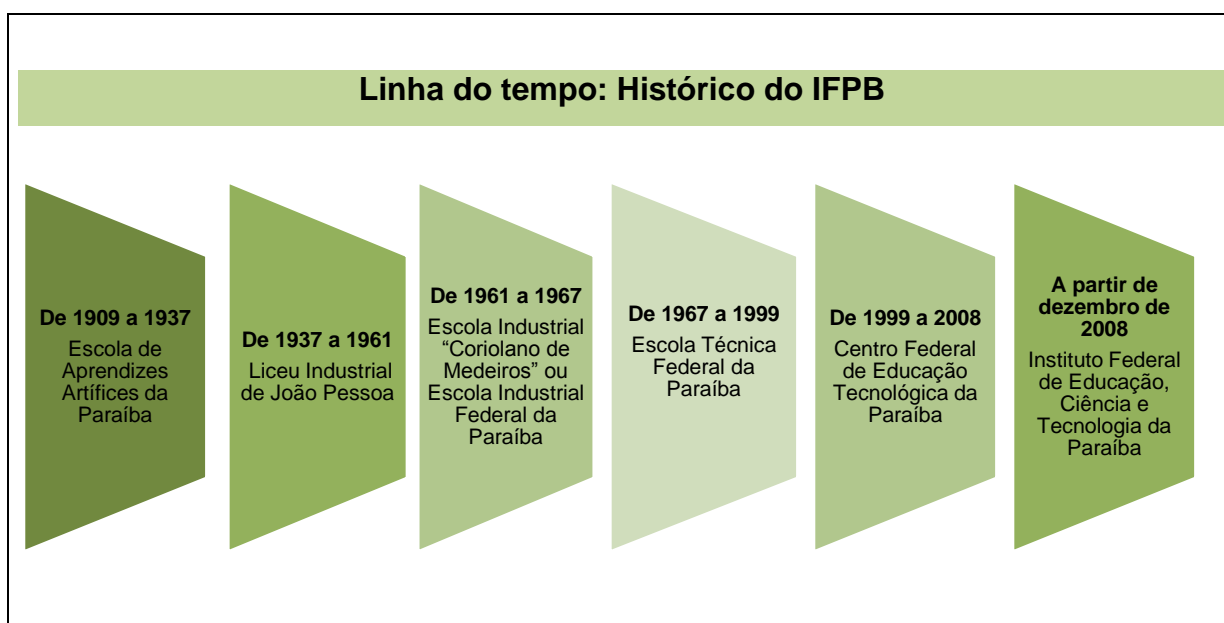 Linha do tempo: Histórico do IFPB
De 1909 a 1937
Escola de
Aprendizes
Artífices da
Paraíba
De 1937 a 1961
Liceu Industrial
de João Pessoa
De 1961 a 1967
Escola Industrial
“Coriolano de
Medeiros” ou
Escola Industrial
Federal da
Paraíba
De 1967 a 1999
Escola Técnica
Federal da
Paraíba
De 1999 a 2008
Centro Federal
de Educação
Tecnológica da
Paraíba
A partir de
dezembro de
2008
Instituto Federal
de Educação,
Ciência e
Tecnologia da
Paraíba